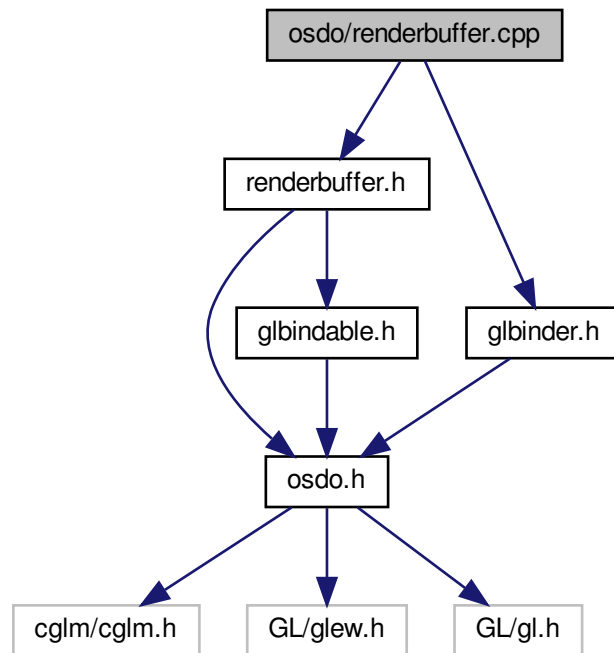 osdo/renderbuffer.cpp
renderbuffer.h
glbindable.h
glbinder.h
osdo.h
cglm/cglm.h
GL/glew.h
GL/gl.h